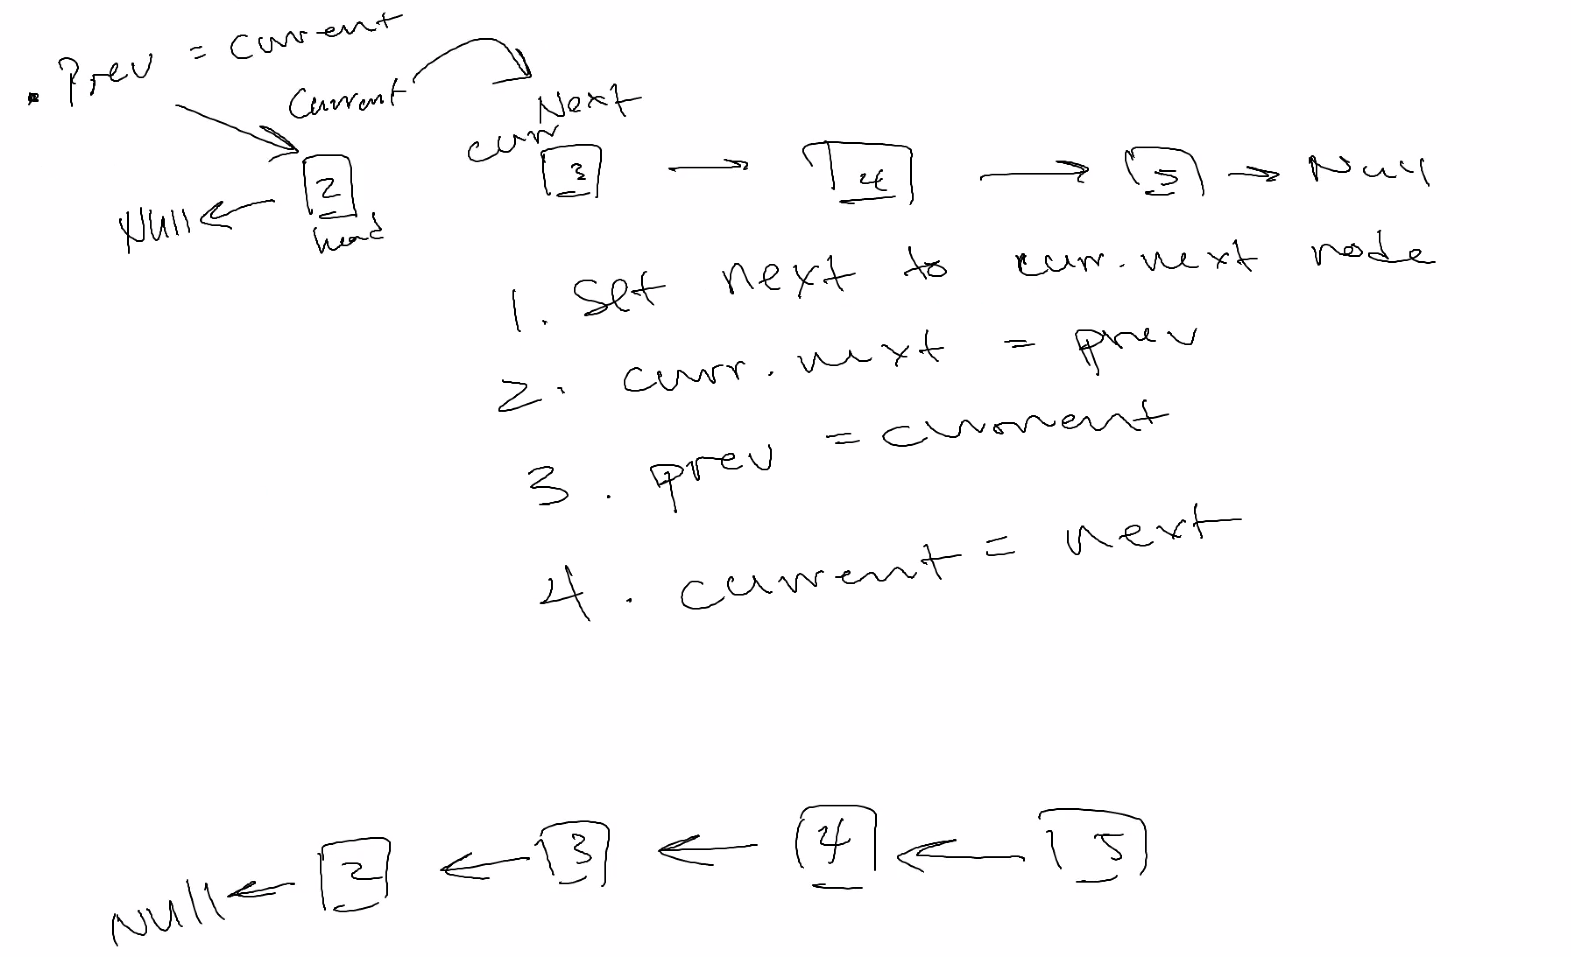 . Prev = current
Current
Next
curr
2
3
4
5
Null
Null
head
1. Set next to curr.next node
2. curr.next = prev
3. prev = current
4. current = next
Null
2
3
4
5